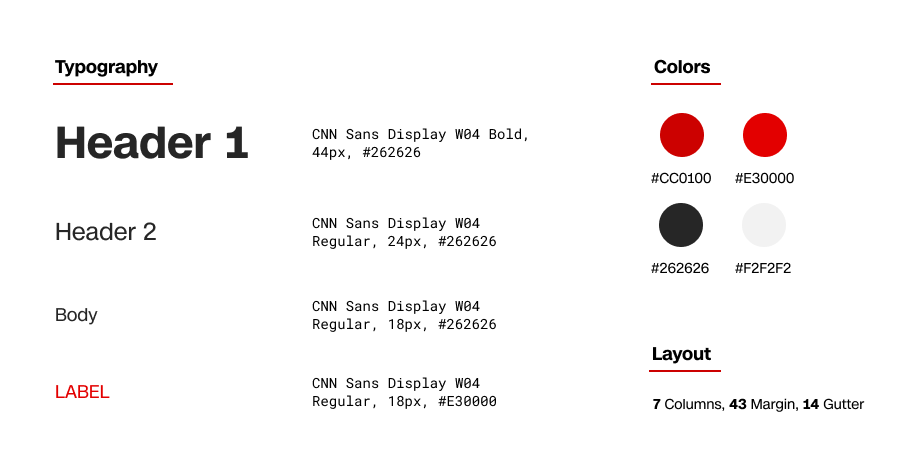 Typography
Header 1
CNN Sans Display W04 Bold,
44px, #262626
Header 2
CNN Sans Display W04
Regular, 24px, #262626
Body
CNN Sans Display W04
Regular, 18px, #262626
LABEL
CNN Sans Display W04
Regular, 18px, #E30000
Colors
#CC0100 #E30000
#262626 #F2F2F2
Layout
7 Columns, 43 Margin, 14 Gutter